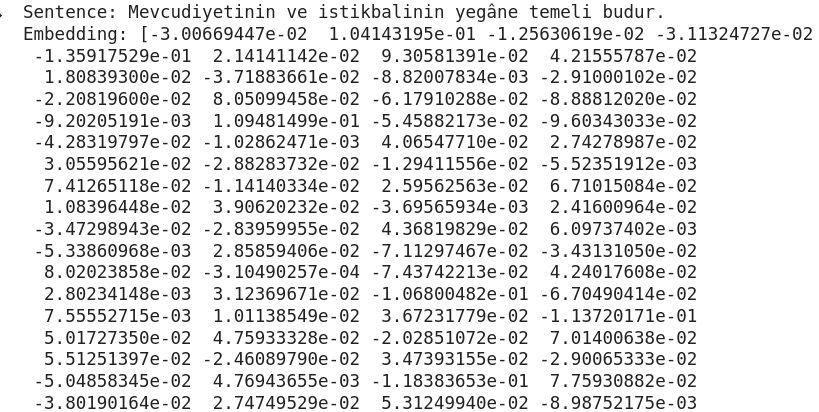 Sentence: Mevcudiyetinin ve istikbalinin yegâne temeli budur.
Embedding: [-3.00669447e-02  1.04143195e-01 -1.25630619e-02 -3.11324727e-02
 -1.35917529e-01  2.14141142e-02  9.30581391e-02  4.21555787e-02
  1.80839300e-02 -3.71883661e-02 -8.82007834e-03 -2.91000102e-02
 -2.20819600e-02  8.05099458e-02 -6.17910288e-02 -8.88812020e-02
 -9.20205191e-03  1.09481499e-01 -5.45882173e-02 -9.60343033e-02
 -4.28319797e-02 -1.02862471e-03  4.06547710e-02  2.74278987e-02
  3.05595621e-02 -2.88283732e-02 -1.29411556e-02 -5.52351912e-03
  7.41265118e-02 -1.14140334e-02  2.59562563e-02  6.71015084e-02
  1.08396448e-02  3.90620232e-02 -3.69565934e-03  2.41600964e-02
 -3.47298943e-02 -2.83959955e-02  4.36819829e-02  6.09737402e-03
 -5.33860968e-03  2.85859406e-02 -7.11297467e-02 -3.43131050e-02
  8.02023858e-02 -3.10490257e-04 -7.43742213e-02  4.24017608e-02
  2.80234148e-03  3.12369671e-02 -1.06800482e-01 -6.70490414e-02
  7.55552715e-03  1.01138549e-02  3.67231779e-02 -1.13720171e-01
  5.01727350e-02  4.75933328e-02 -2.02851072e-02  7.01400638e-02
  5.51251397e-02 -2.46089790e-02  3.47393155e-02 -2.90065333e-02
 -5.04858345e-02  4.76943655e-03 -1.18383653e-01  7.75930882e-02
 -3.80190164e-02  2.74749529e-02  5.31249940e-02 -8.98752175e-03